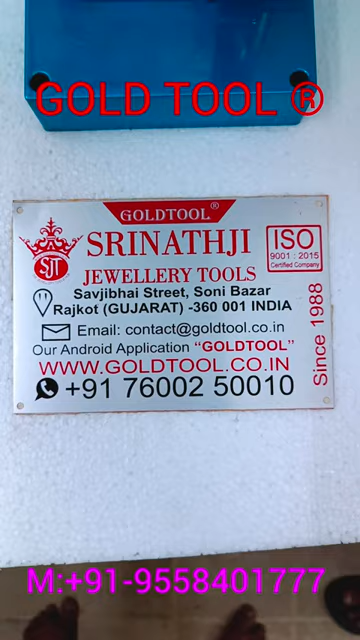 GOLD TOOL ®
GOLDTOOL®
SRINATHJI
JEWELLERY TOOLS
SJT
ISO
9001 : 2015
Certified Company
Savjibhai Street, Soni Bazar
Rajkot (GUJARAT) -360 001 INDIA
Email: contact@goldtool.co.in
Our Android Application “GOLDTOOL”
WWW.GOLDTOOL.CO.IN
+91 76002 50010
Since 1988
M:+91-9558401777